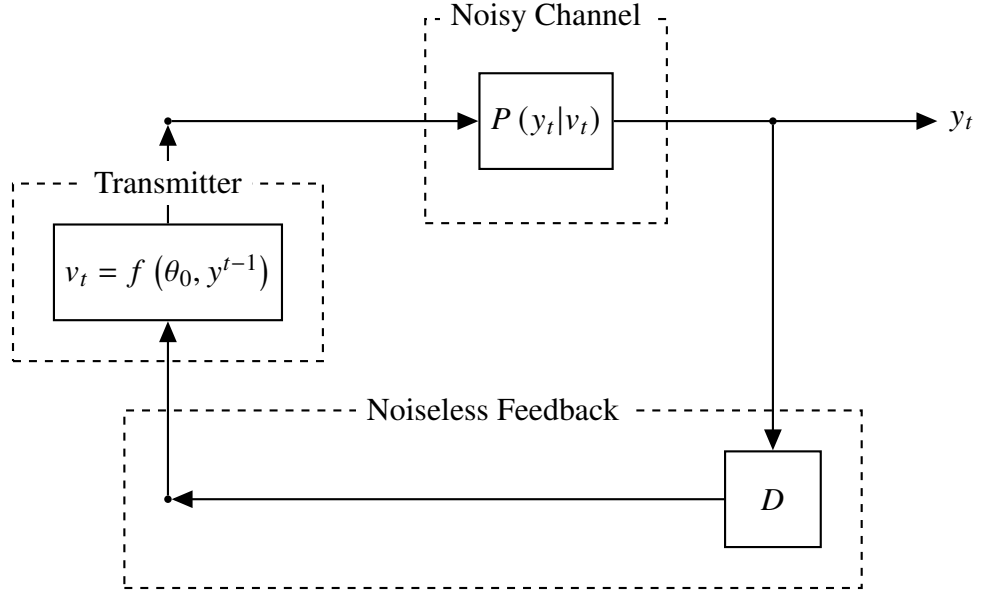 Noisy Channel
P (y_t|v_t)
y_t
Transmitter
v_t = f (θ_0, y^{t−1})
Noiseless Feedback
D